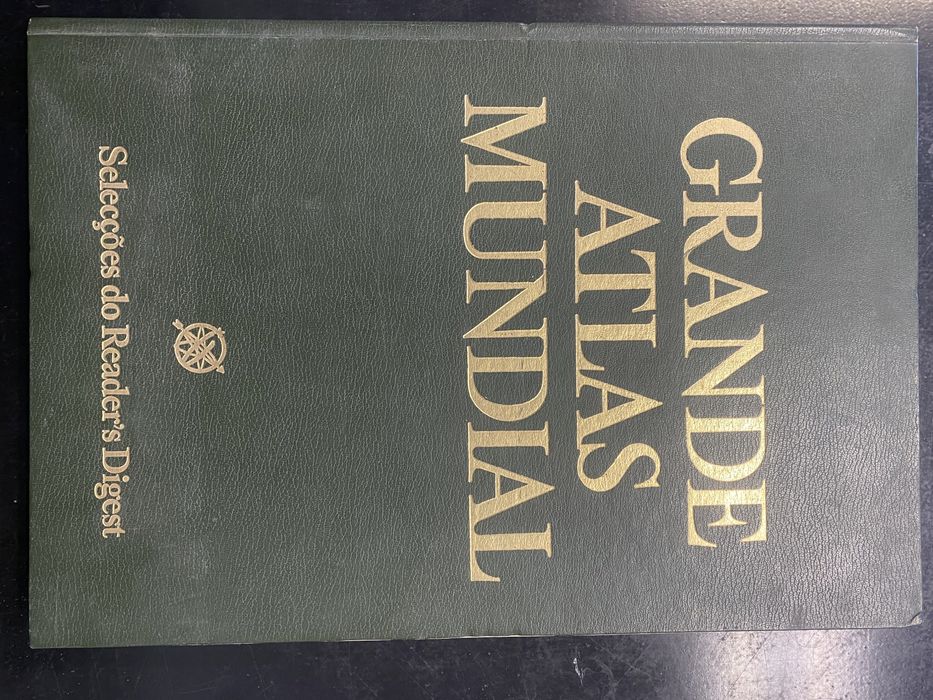 GRANDE
ATLAS
MUNDIAL
Selecções do Reader's Digest